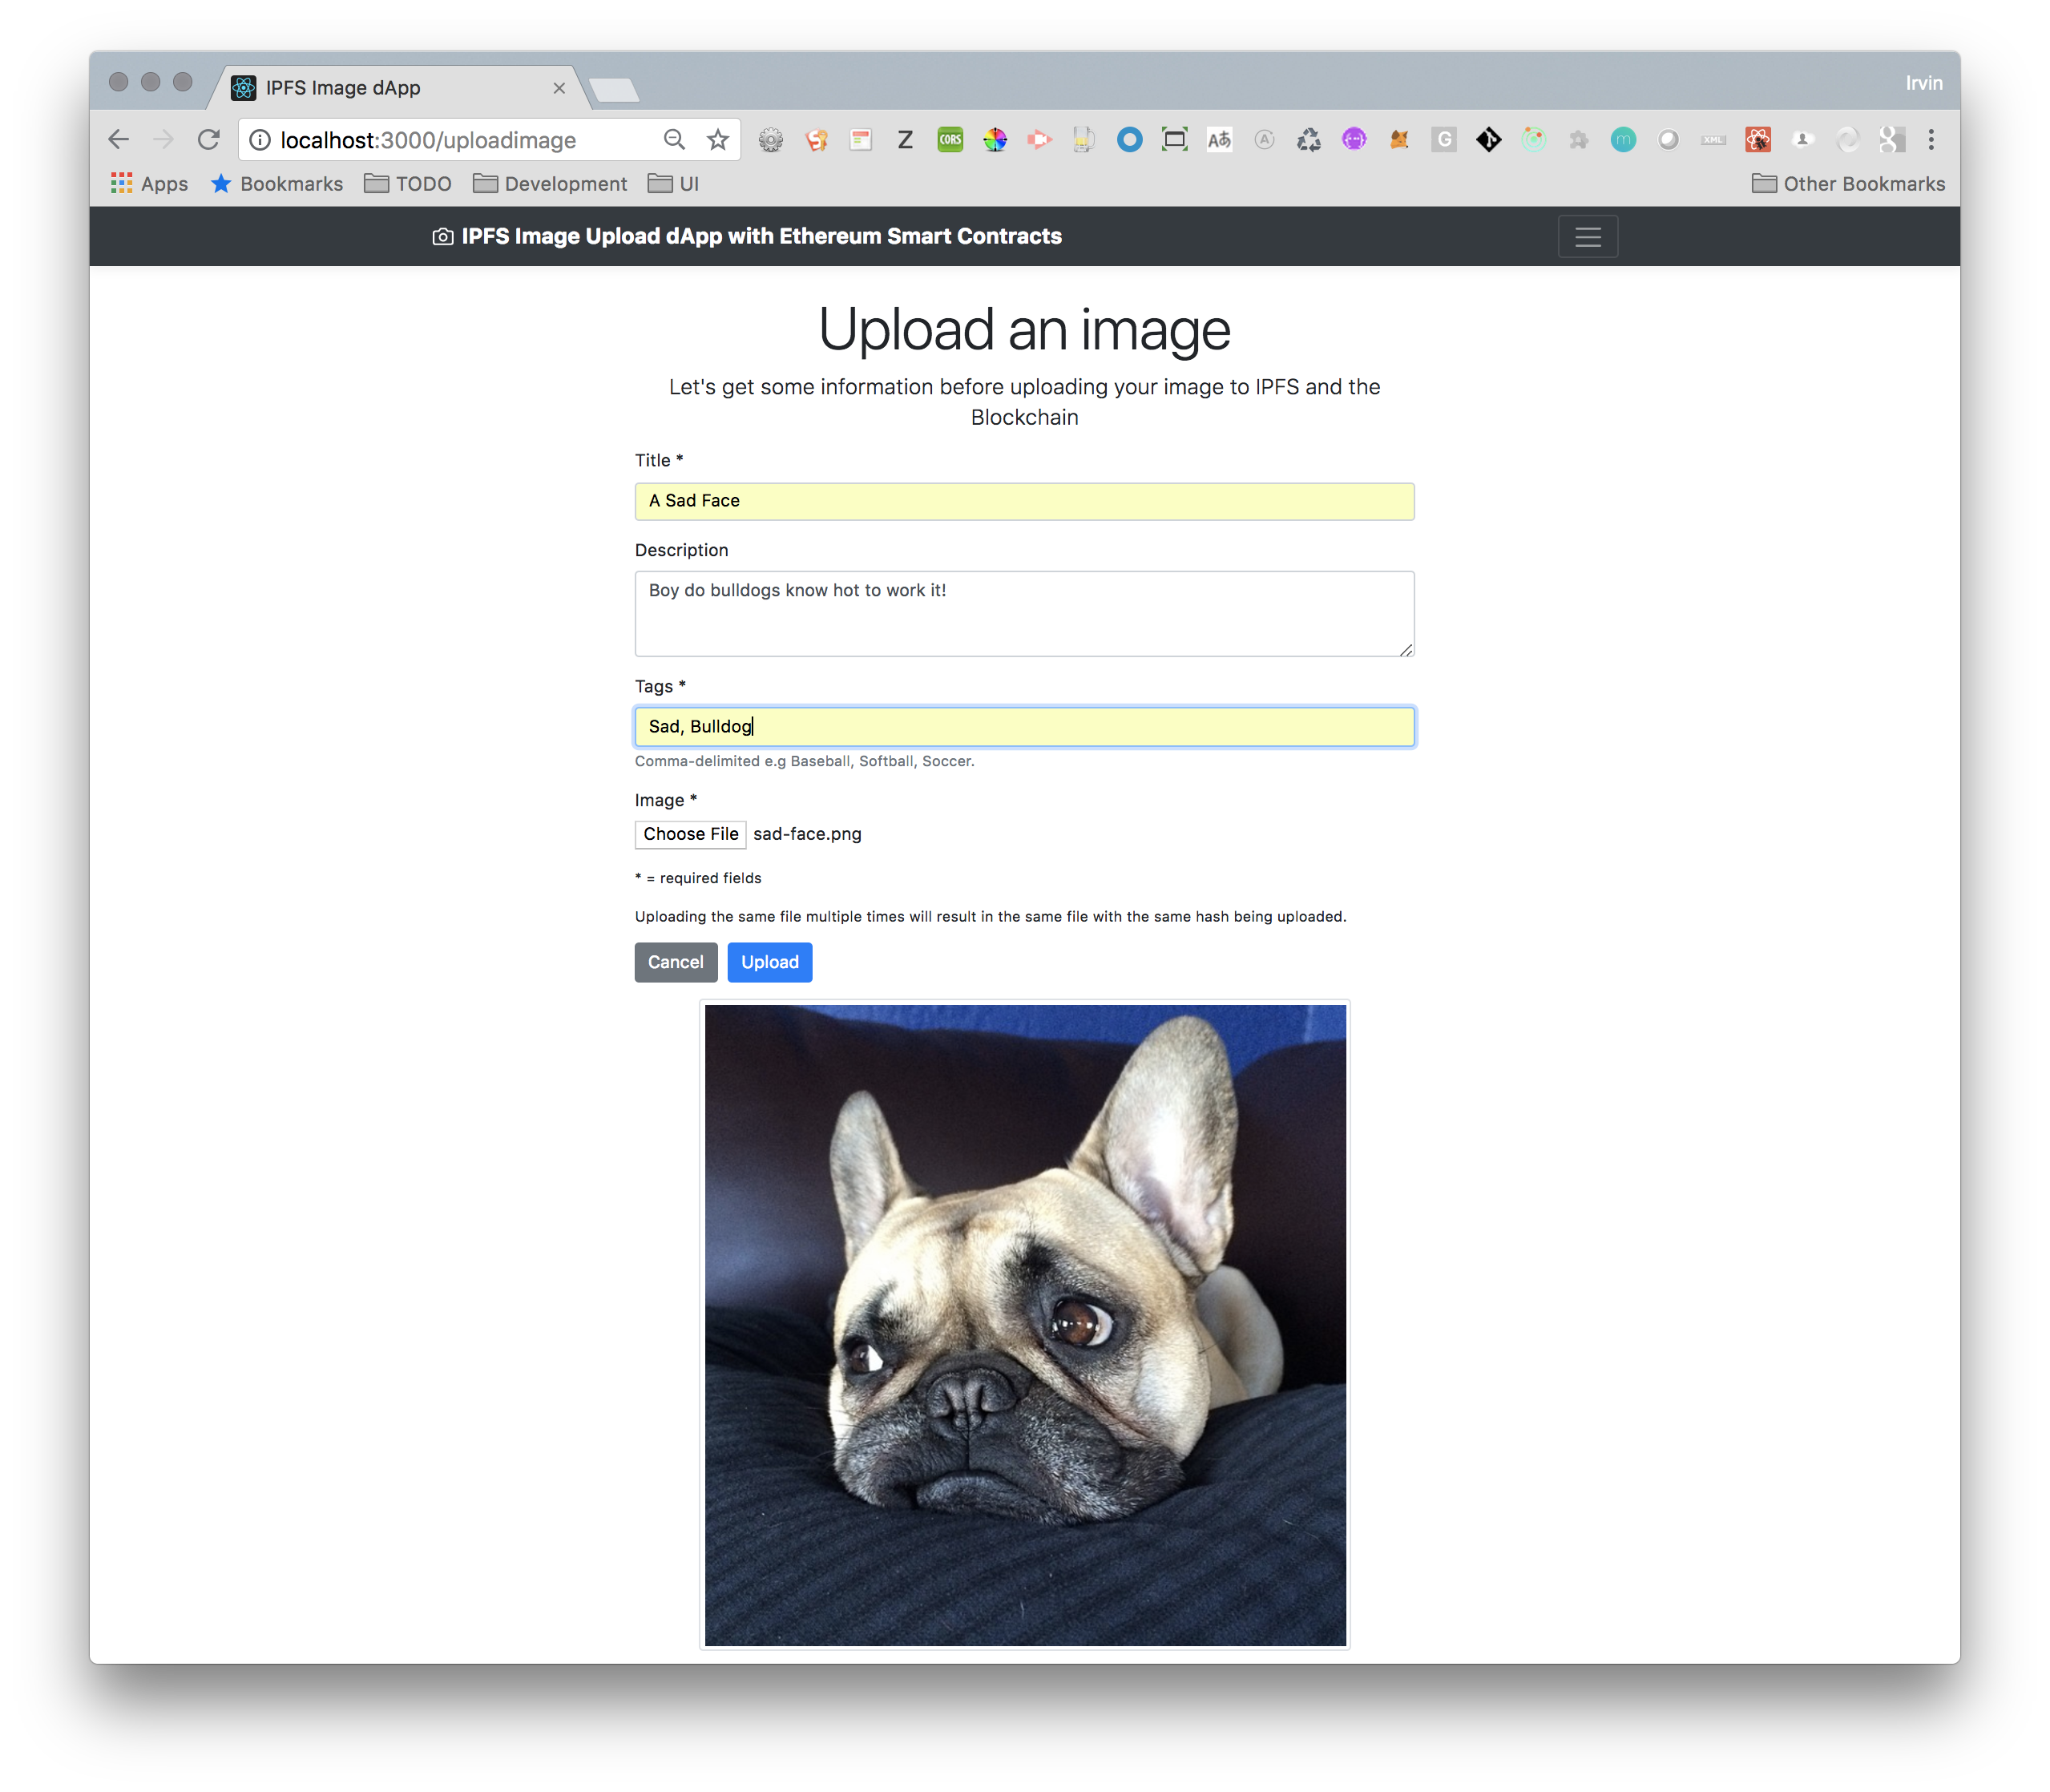 IPFS Image dApp
Irvin
localhost:3000/uploadimage
Z
CORS
Aあ
A
G
m
XML
g
Apps
Bookmarks
TODO
Development
UI
Other Bookmarks
IPFS Image Upload dApp with Ethereum Smart Contracts
Upload an image
Let's get some information before uploading your image to IPFS and the
Blockchain
Title *
A Sad Face
Description
Boy do bulldogs know hot to work it!
Tags *
Sad, Bulldog
Comma-delimited e.g Baseball, Softball, Soccer.
Image *
Choose File sad-face.png
* = required fields
Uploading the same file multiple times will result in the same file with the same hash being uploaded.
Cancel Upload